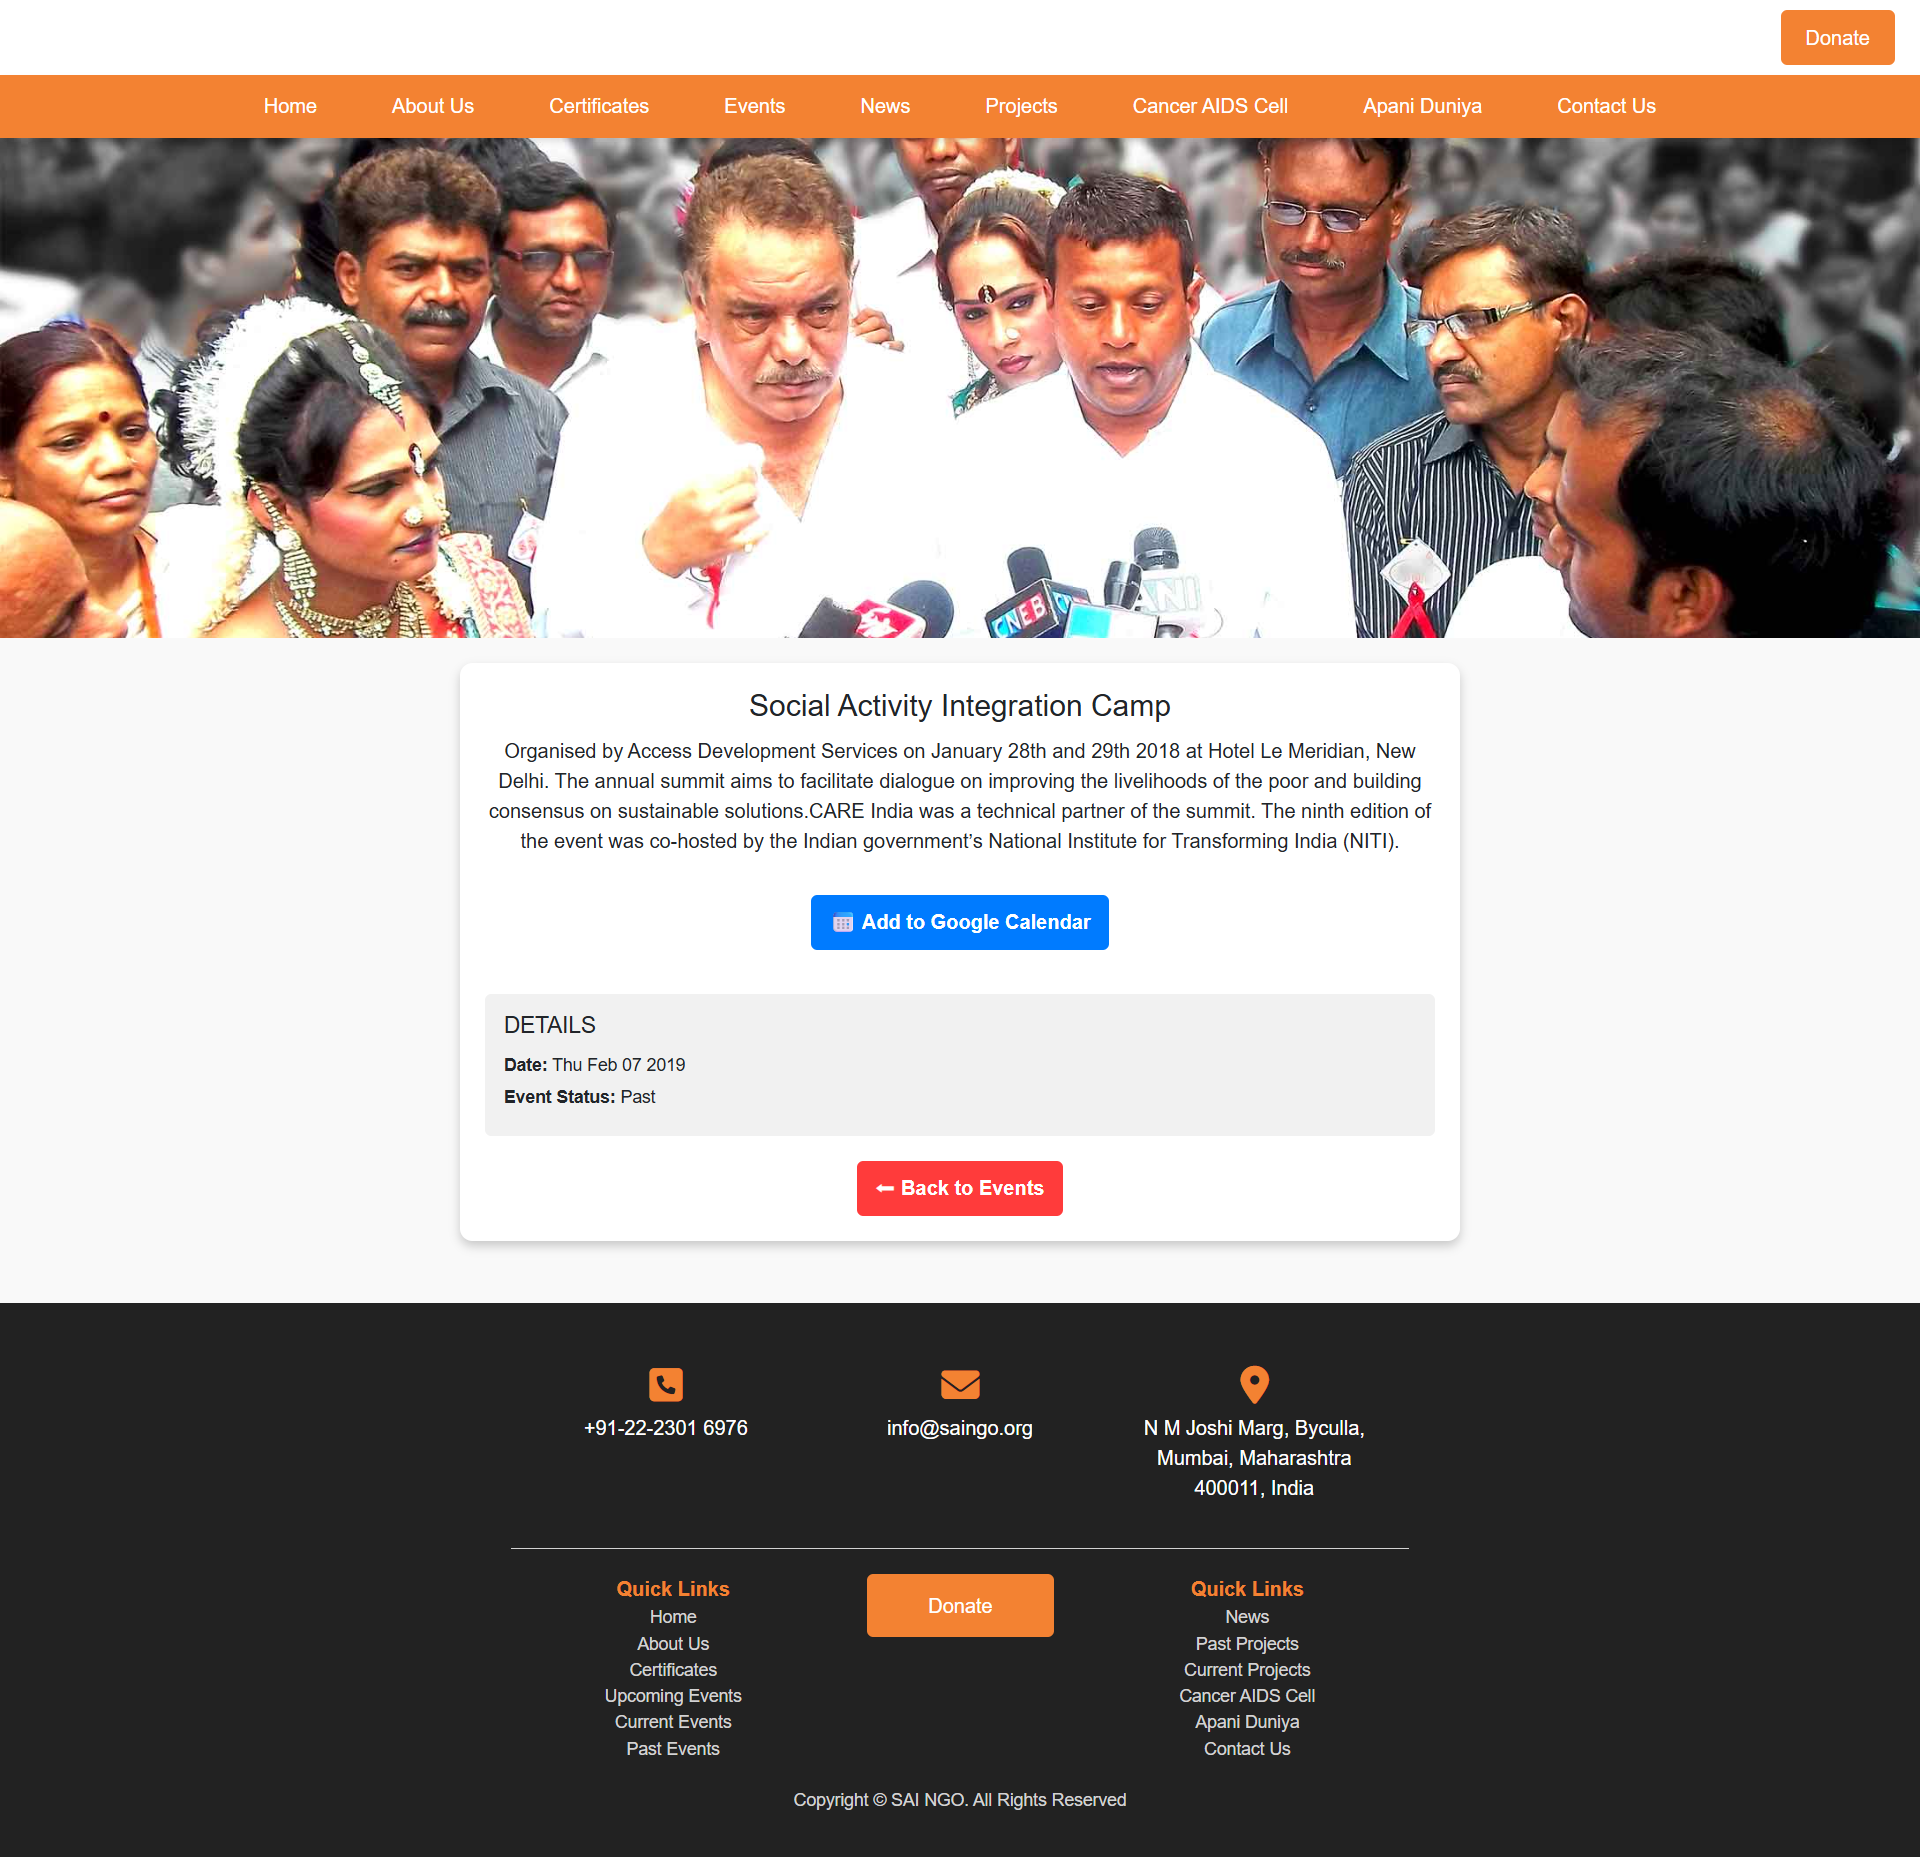 Donate
Home About Us Certificates Events News Projects Cancer AIDS Cell Apani Duniya Contact Us
CNEB
ANI
Social Activity Integration Camp
Organised by Access Development Services on January 28th and 29th 2018 at Hotel Le Meridian, New
Delhi. The annual summit aims to facilitate dialogue on improving the livelihoods of the poor and building
consensus on sustainable solutions.CARE India was a technical partner of the summit. The ninth edition of
the event was co-hosted by the Indian government’s National Institute for Transforming India (NITI).
Add to Google Calendar
DETAILS
Date: Thu Feb 07 2019
Event Status: Past
⬅ Back to Events
+91-22-2301 6976
info@saingo.org
N M Joshi Marg, Byculla,
Mumbai, Maharashtra
400011, India
Quick Links
Home
About Us
Certificates
Upcoming Events
Current Events
Past Events
Donate
Quick Links
News
Past Projects
Current Projects
Cancer AIDS Cell
Apani Duniya
Contact Us
Copyright © SAI NGO. All Rights Reserved